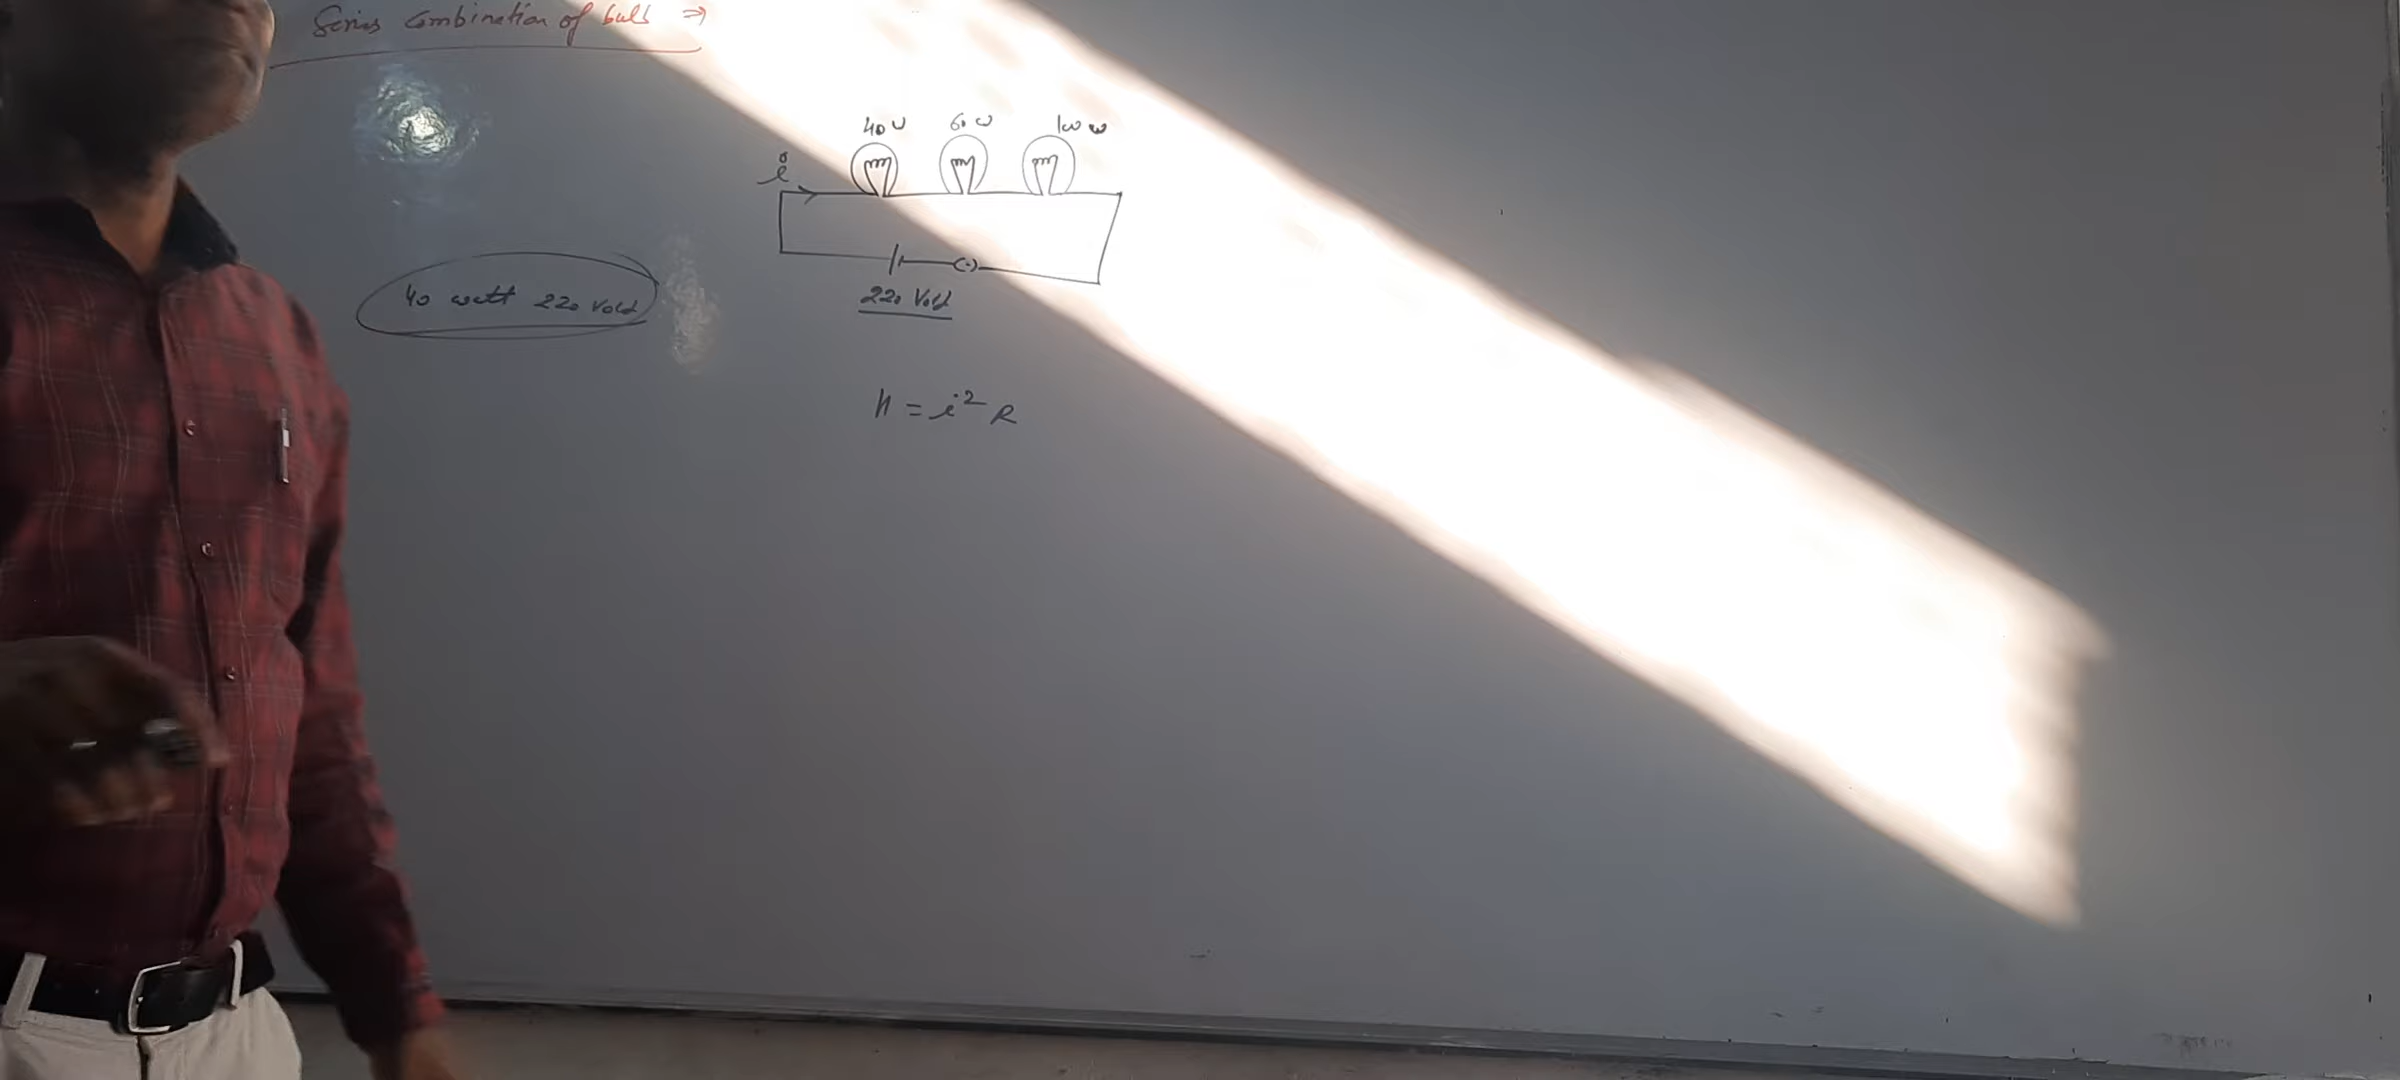 Series Combination of bulb ⇒
40 W 60 W 100 W
i
40 watt 220 Volt
220 Volt
H = i² R